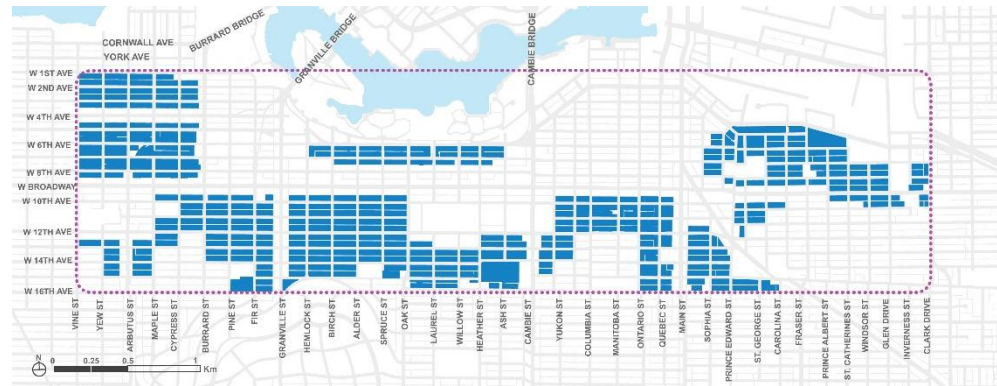 CORNWALL AVE
YORK AVE
BURRARD BRIDGE
GRANVILLE BRIDGE
CAMBIE BRIDGE
W 1ST AVE
W 2ND AVE
W 4TH AVE
W 6TH AVE
W 8TH AVE
W BROADWAY
W 10TH AVE
W 12TH AVE
W 14TH AVE
W 16TH AVE
VINE ST
YEW ST
ARBUTUS ST
MAPLE ST
CYPRESS ST
BURRARD ST
PINE ST
FIR ST
GRANVILLE ST
HEMLOCK ST
BIRCH ST
ALDER ST
SPRUCE ST
OAK ST
LAUREL ST
WILLOW ST
HEATHER ST
ASH ST
CAMBIE ST
YUKON ST
COLUMBIA ST
MANITOBA ST
ONTARIO ST
QUEBEC ST
MAIN ST
SOPHIA ST
PRINCE EDWARD ST
ST. GEORGE ST
CAROLINA ST
FRASER ST
PRINCE ALBERT ST
ST. CATHERINES ST
WINDSOR ST
GLEN DRIVE
INVERNESS ST
CLARK DRIVE
N
0 0.25 0.5 1
Km